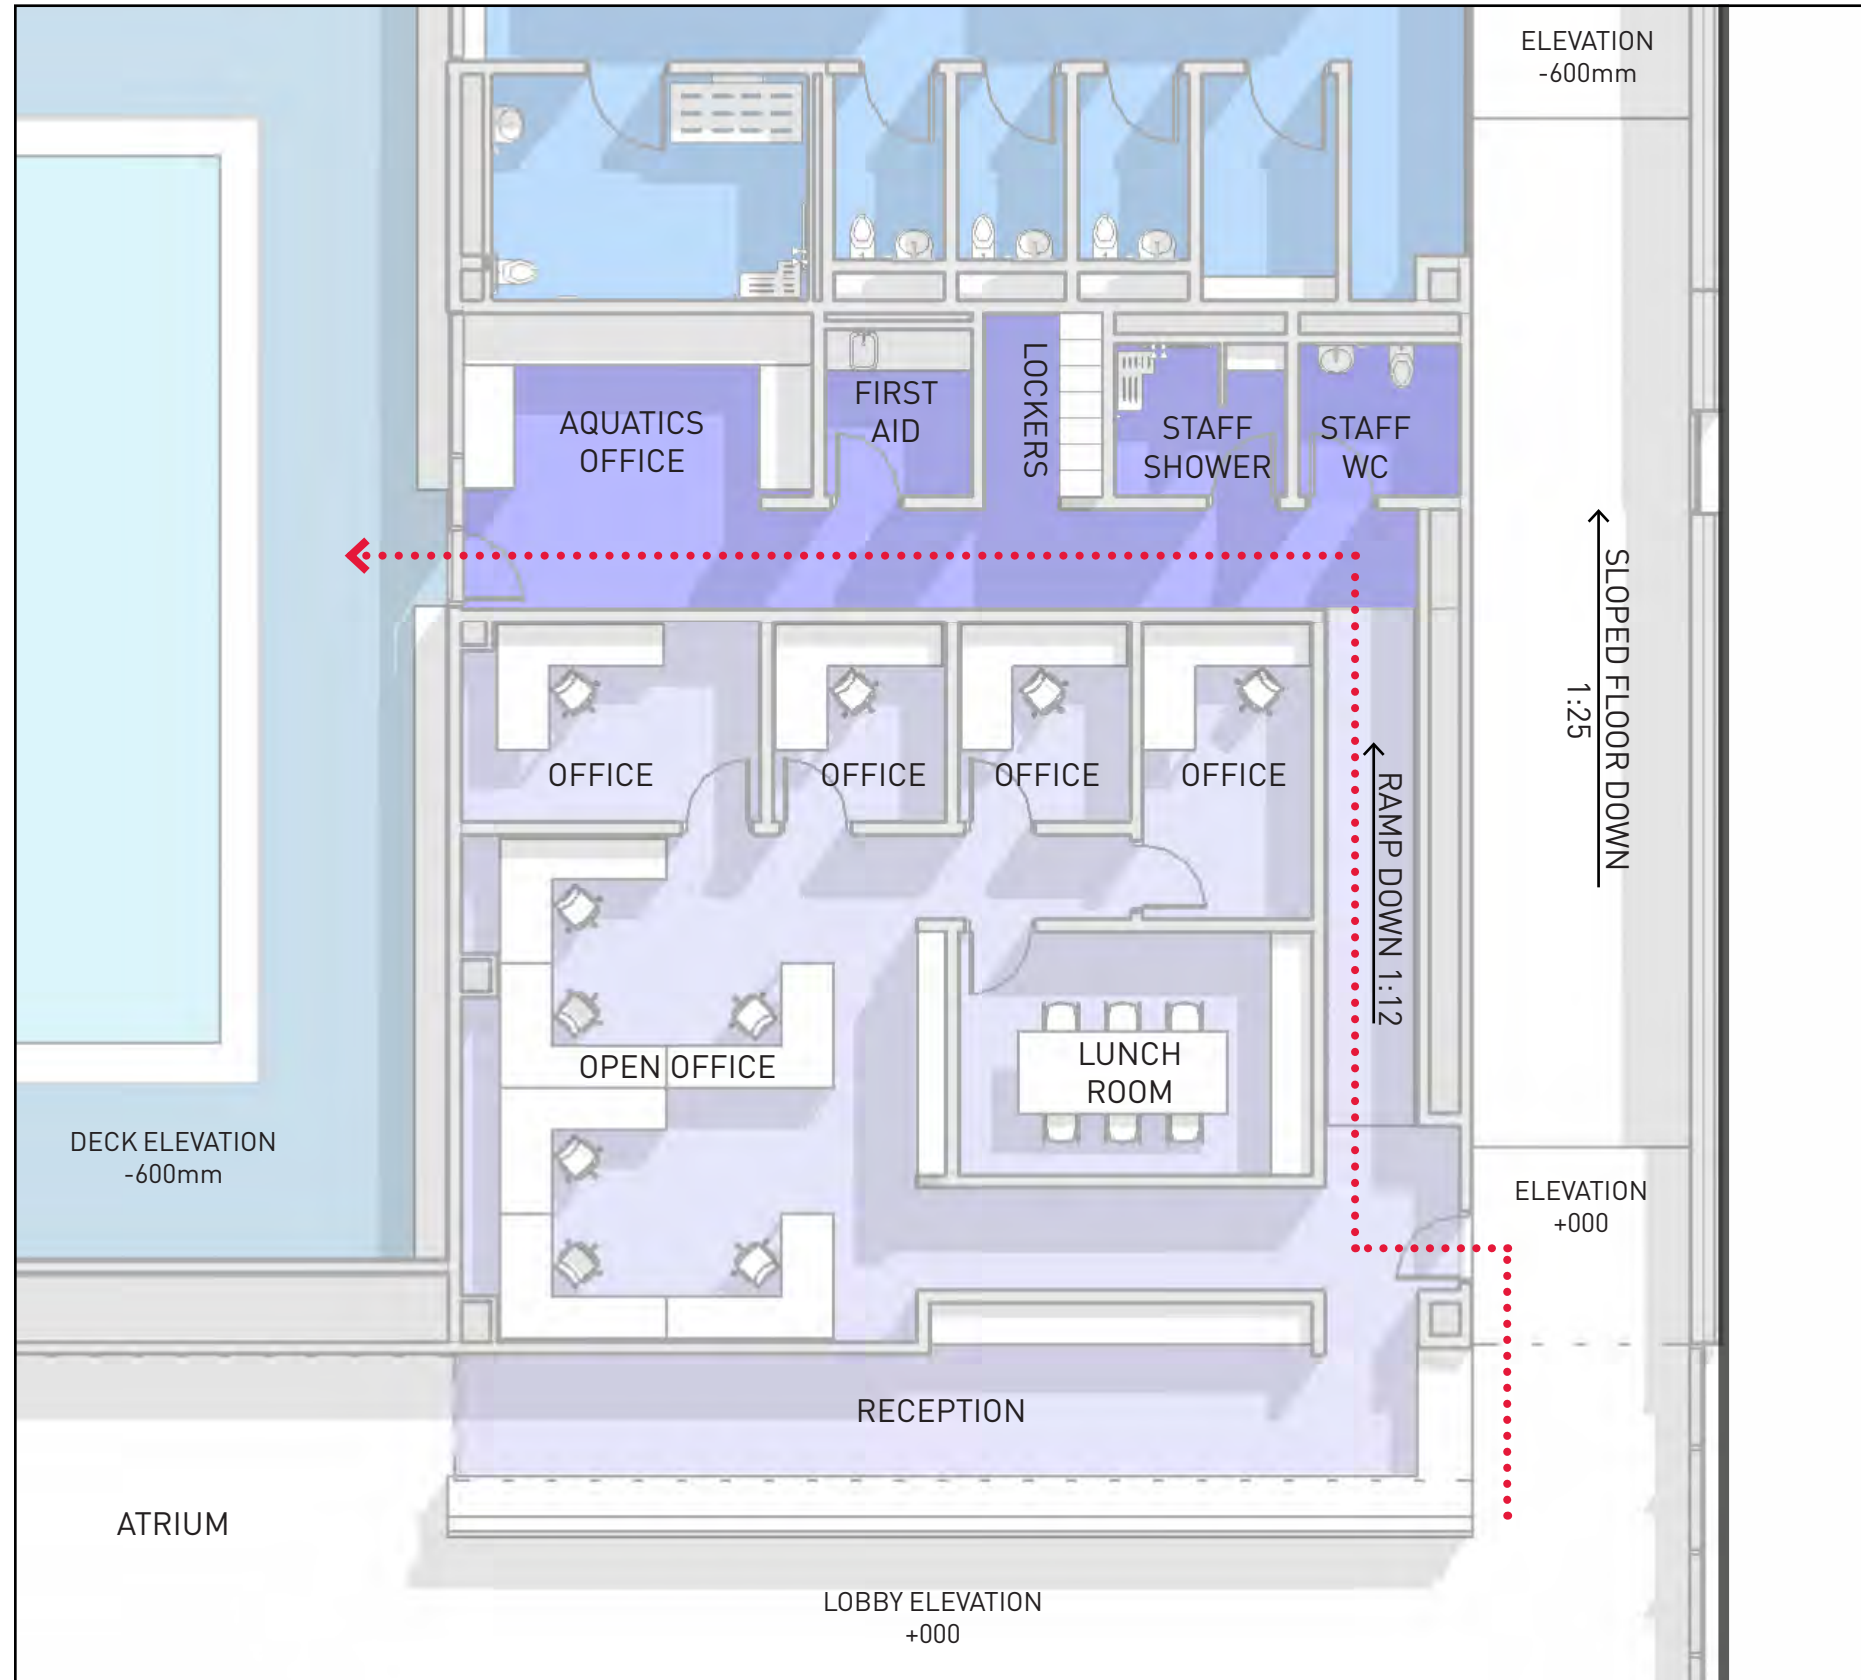 ELEVATION
-600mm
AQUATICS
OFFICE
FIRST
AID
LOCKERS
STAFF
SHOWER
STAFF
WC
SLOPED FLOOR DOWN
1:25
OFFICE
OFFICE
OFFICE
OFFICE
RAMP DOWN 1:12
OPEN OFFICE
LUNCH
ROOM
DECK ELEVATION
-600mm
ELEVATION
+000
RECEPTION
ATRIUM
LOBBY ELEVATION
+000